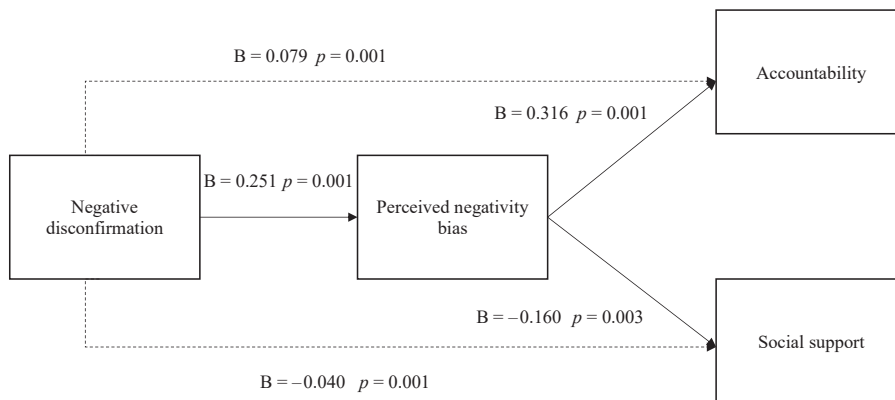 B = 0.079 p = 0.001
Accountability
B = 0.316 p = 0.001
B = 0.251 p = 0.001
Negative
disconfirmation
Perceived negativity
bias
B = −0.160 p = 0.003
Social support
B = −0.040 p = 0.001